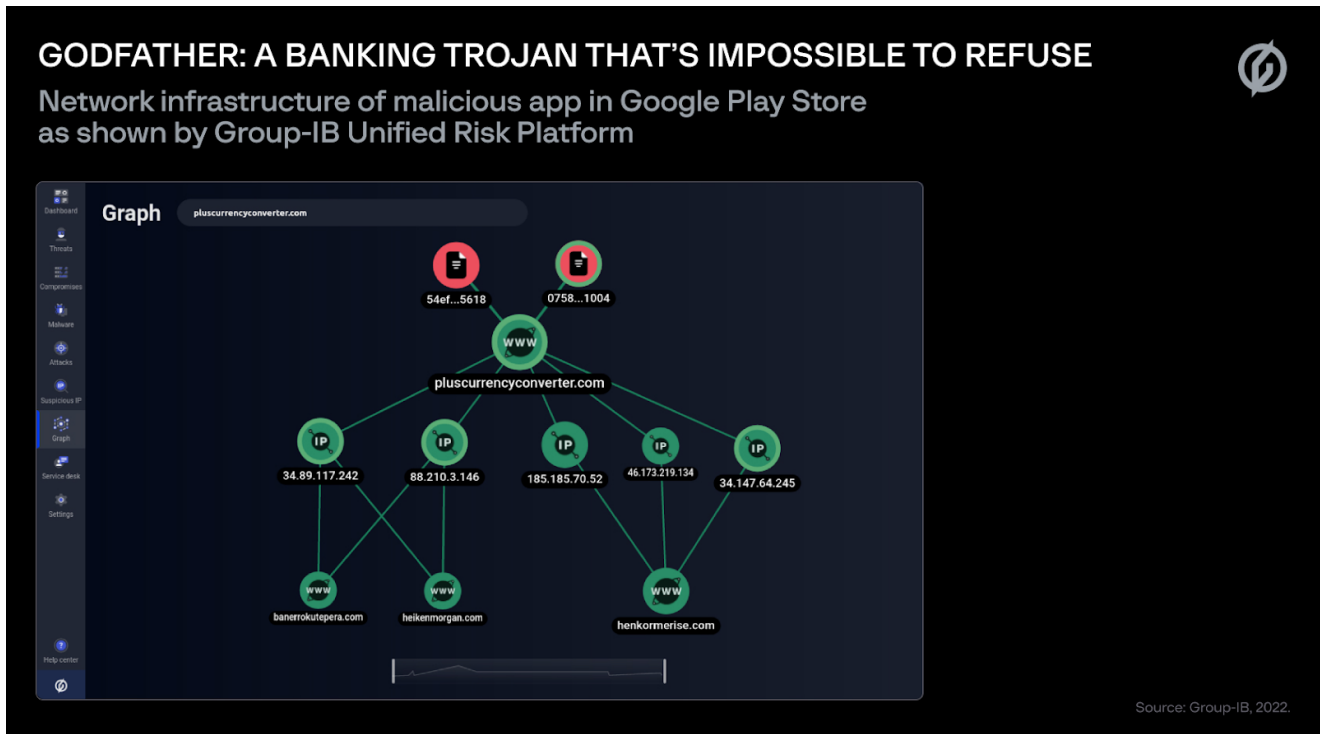 GODFATHER: A BANKING TROJAN THAT'S IMPOSSIBLE TO REFUSE
Network infrastructure of malicious app in Google Play Store
as shown by Group-IB Unified Risk Platform
Dashboard
Threats
Compromises
Malware
Attacks
Suspicious IP
Graph
Service desk
Settings
Help center
Graph
pluscurrencyconverter.com
54ef...5618
0758...1004
WWW
pluscurrencyconverter.com
IP
IP
IP
IP
IP
34.89.117.242
88.210.3.146
185.185.70.52
46.173.219.134
34.147.64.245
WWW
WWW
WWW
banerrokutepera.com
heikenmorgan.com
henkormerise.com
Source: Group-IB, 2022.